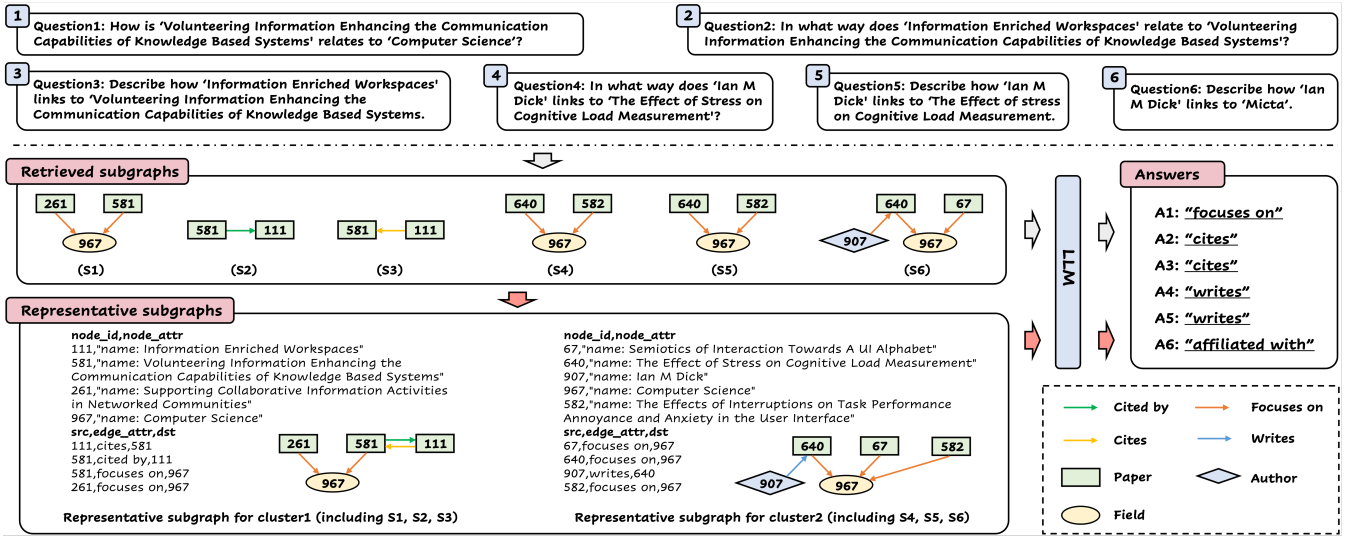 1
Question1: How is ‘Volunteering Information Enhancing the Communication
Capabilities of Knowledge Based Systems' relates to ‘Computer Science’?
2
Question2: In what way does ‘Information Enriched Workspaces’ relate to ‘Volunteering
Information Enhancing the Communication Capabilities of Knowledge Based Systems'?
3
Question3: Describe how ‘Information Enriched Workspaces'
links to ‘Volunteering Information Enhancing the
Communication Capabilities of Knowledge Based Systems.
4
Question4: In what way does ‘Ian M
Dick' links to ‘The Effect of Stress on
Cognitive Load Measurement'?
5
Question5: Describe how ‘Ian M
Dick' links to ‘The Effect of stress
on Cognitive Load Measurement.
6
Question6: Describe how ‘Ian
M Dick' links to ‘Micta’.
Retrieved subgraphs
261 581
967
(S1)
581 111
(S2)
581 111
(S3)
640 582
967
(S4)
640 582
967
(S5)
640 67
907 967
(S6)
LLM
Answers
A1: “focuses on”
A2: “cites”
A3: “cites”
A4: “writes”
A5: “writes”
A6: “affiliated with”
Representative subgraphs
node_id,node_attr
111,"name: Information Enriched Workspaces"
581,"name: Volunteering Information Enhancing the
Communication Capabilities of Knowledge Based Systems"
261,"name: Supporting Collaborative Information Activities
in Networked Communities"
967,"name: Computer Science"
src,edge_attr,dst
111,cites,581
581,cited by,111
581,focuses on,967
261,focuses on,967
261 581 111
967
Representative subgraph for cluster1 (including S1, S2, S3)
node_id,node_attr
67,"name: Semiotics of Interaction Towards A UI Alphabet"
640,"name: The Effect of Stress on Cognitive Load Measurement"
907,"name: Ian M Dick"
967,"name: Computer Science"
582,"name: The Effects of Interruptions on Task Performance
Annoyance and Anxiety in the User Interface"
src,edge_attr,dst
67,focuses on,967
640,focuses on,967
907,writes,640
582,focuses on,967
640 67 582
907 967
Representative subgraph for cluster2 (including S4, S5, S6)
Cited by
Focuses on
Cites
Writes
Paper
Author
Field